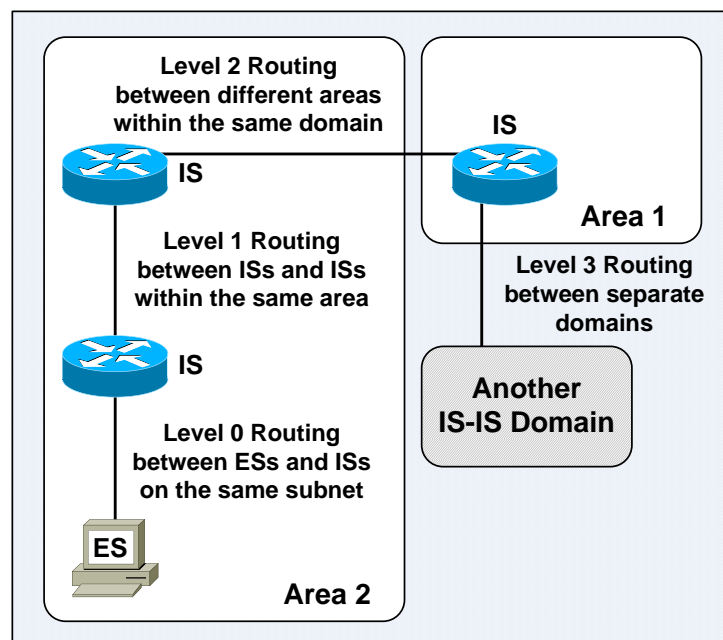 Level 2 Routing
between different areas
within the same domain
IS
IS
Area 1
Level 1 Routing
between ISs and ISs
within the same area
Level 3 Routing
between separate
domains
IS
Another
IS-IS Domain
Level 0 Routing
between ESs and ISs
on the same subnet
ES
Area 2